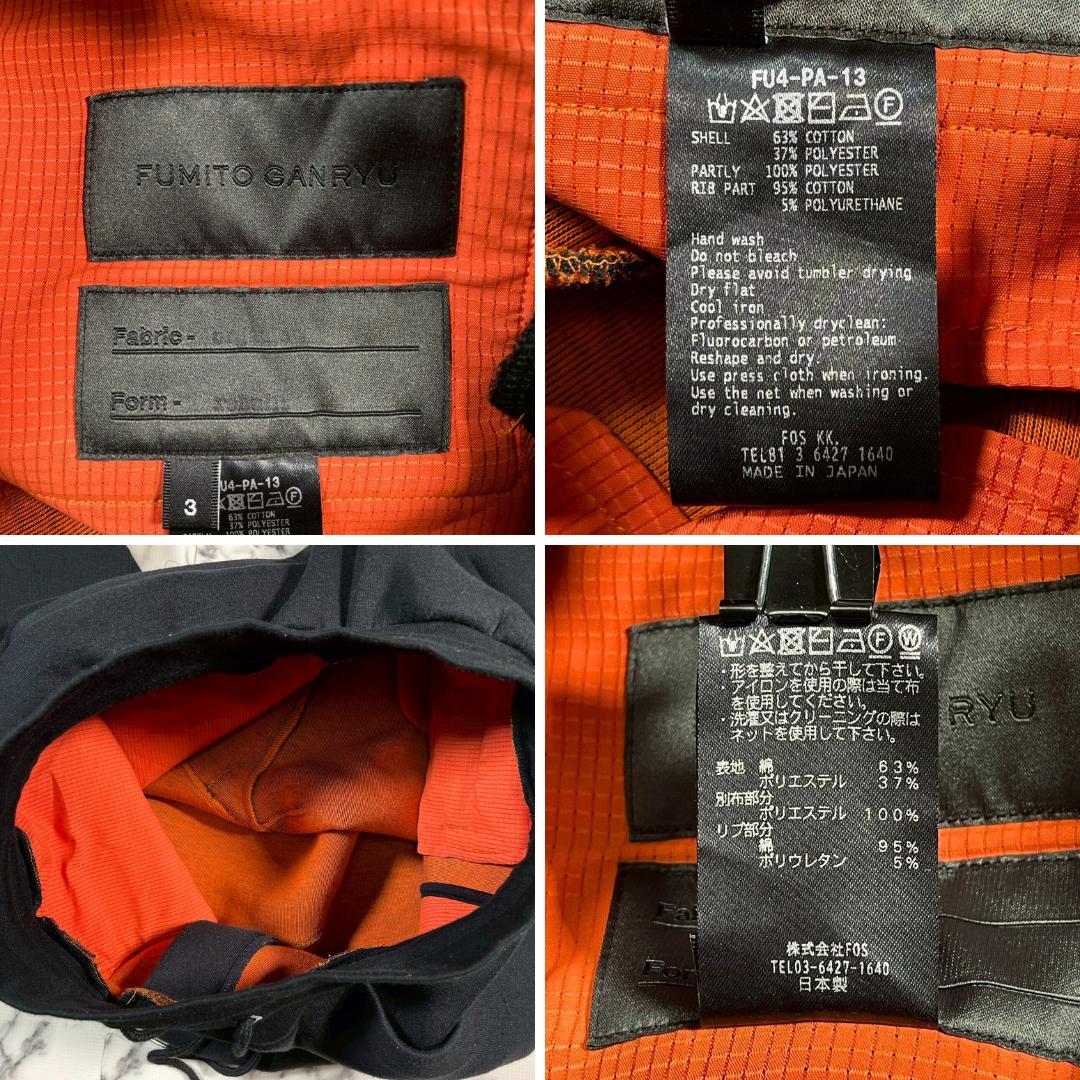 FUMITO GANRYU
Fabric-
Form-
3
U4-PA-13
63% COTTON
37% POLYESTER
100% POLYESTER
FU4-PA-13
F
SHELL 63% COTTON
37% POLYESTER
PARTLY 100% POLYESTER
RIB PART 95% COTTON
5% POLYURETHANE
Hand wash
Do not bleach
Please avoid tumbler drying
Dry flat
Cool iron
Professionally dryclean:
Fluorocarbon or petroleum
Reshape and dry.
Use press cloth when ironing.
Use the net when washing or
dry cleaning.
FOS KK.
TEL81 3 6427 1640
MADE IN JAPAN
F W
・形を整えてから干して下さい。
・アイロンを使用の際は当て布
を使用してください。
・洗濯又はクリーニングの際は
ネットを使用して下さい。
表地 綿 63%
ポリエステル 37%
別布部分
ポリエステル 100%
リブ部分
綿 95%
ポリウレタン 5%
株式会社FOS
TEL03-6427-1640
日本製
RYU
Fa
For